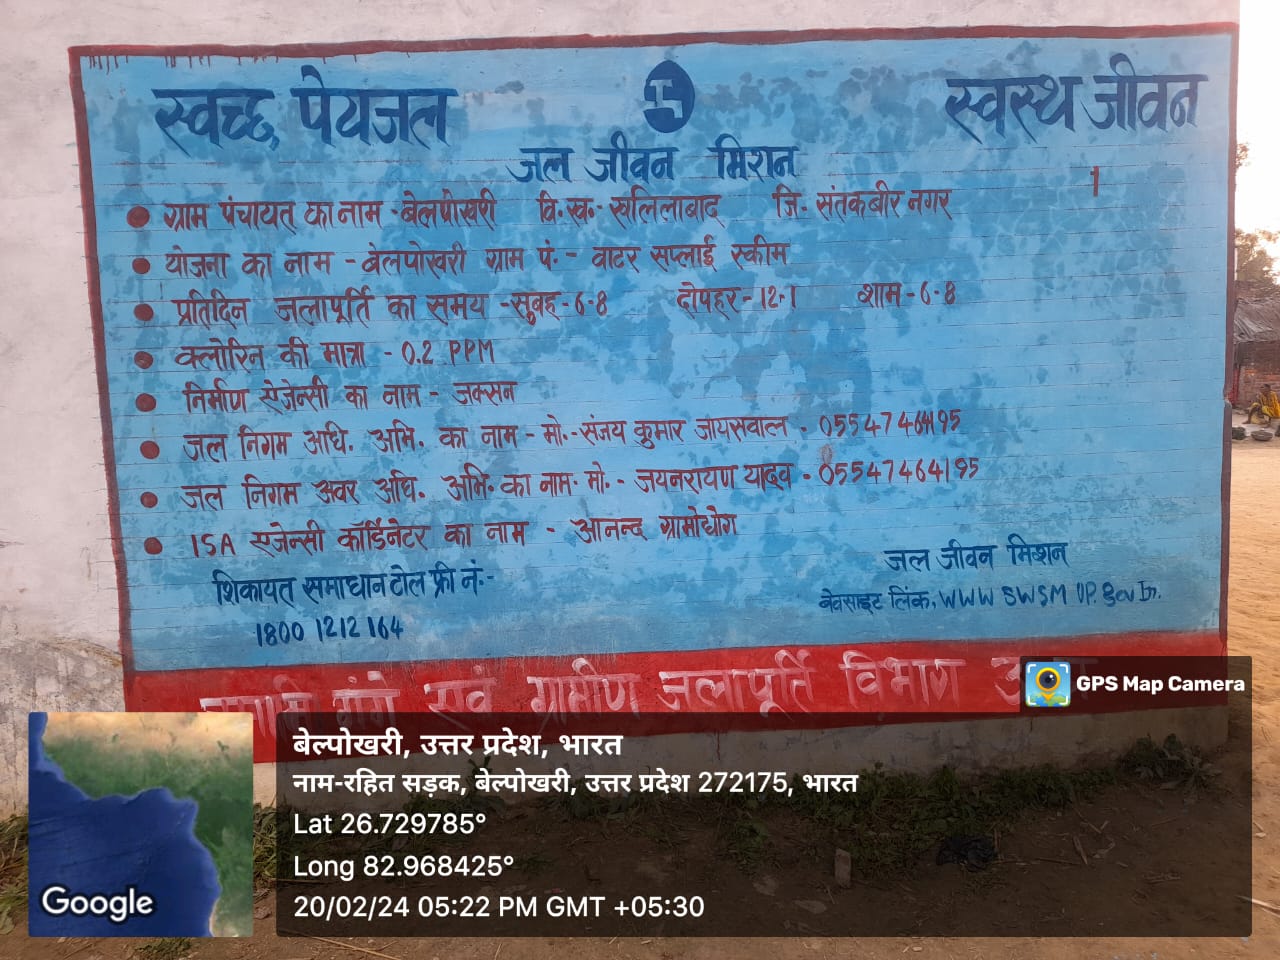 स्वच्छ, पेयजल स्वस्थ जीवन
जल जीवन मिशन
1
ग्राम पंचायत का नाम - बेलपोखरी वि.ख.- खलिलाबाद जि. संतकबीर नगर
योजना का नाम - बेलपोखरी ग्राम पं. - वाटर सप्लाई स्कीम
प्रतिदिन जलापूर्ति का समय - सुबह - 6-8 दोपहर - 12-1 शाम - 6-8
क्लोरिन की मात्रा - 0.2 PPM
निर्माण ऐजेन्सी का नाम - जक्सन
जल निगम अधि. अभि. का नाम - मो.- संजय कुमार जायसवाल - 05547464195
जल निगम अवर अधि. अभि. का नाम. मो. - जयनरायण यादव - 05547464195
ISA एजेन्सी कॉर्डिनेटर का नाम - आनन्द ग्रामोद्योग
शिकायत समाधान टोल फ्री नं.-
1800 1212 164
जल जीवन मिशन
बेवसाइट लिंक, WWW SWSM UP. Gov In.
नमामि गंगे एवं ग्रामीण जलापूर्ति विभाग
GPS Map Camera
बेल्पोखरी, उत्तर प्रदेश, भारत
नाम-रहित सड़क, बेल्पोखरी, उत्तर प्रदेश 272175, भारत
Lat 26.729785°
Long 82.968425°
20/02/24 05:22 PM GMT +05:30
Google